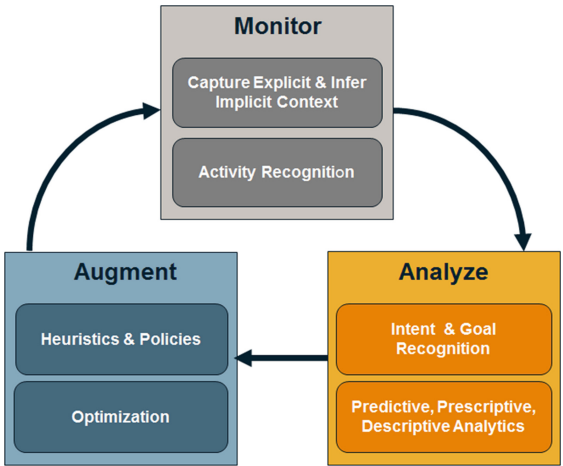 Monitor
Capture Explicit & Infer
Implicit Context
Activity Recognition
Augment
Heuristics & Policies
Optimization
Analyze
Intent & Goal
Recognition
Predictive, Prescriptive,
Descriptive Analytics